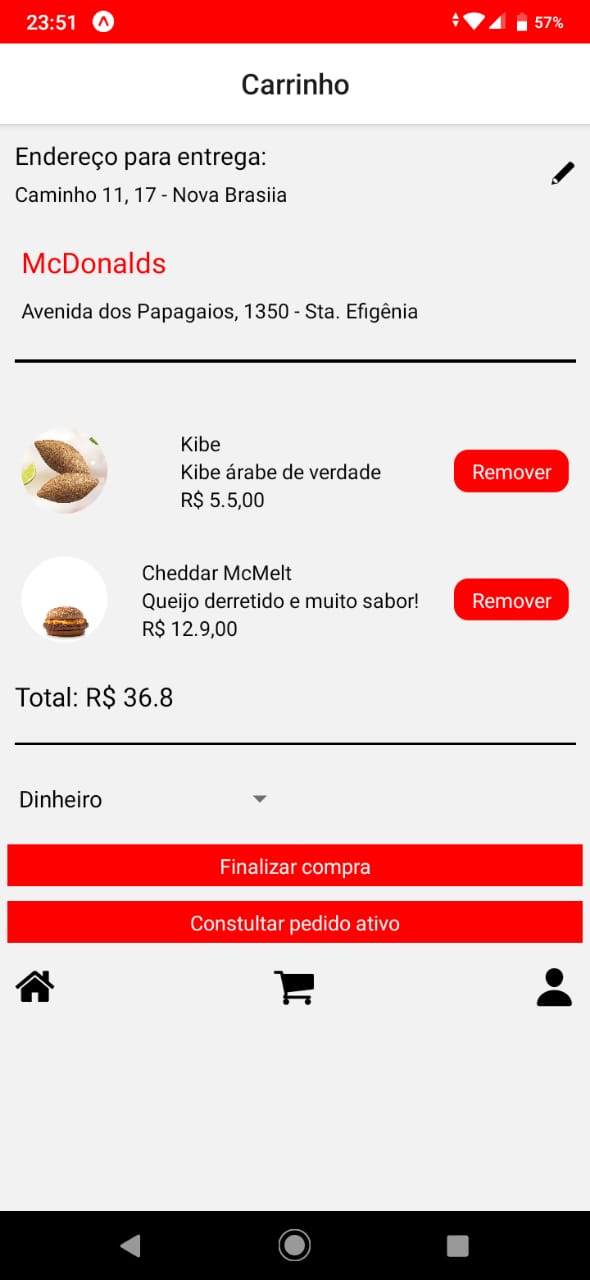 23:51
57%
Carrinho
Endereço para entrega:
Caminho 11, 17 - Nova Brasiia
McDonalds
Avenida dos Papagaios, 1350 - Sta. Efigênia
Kibe
Kibe árabe de verdade
R$ 5.5,00
Remover
Cheddar McMelt
Queijo derretido e muito sabor!
R$ 12.9,00
Remover
Total: R$ 36.8
Dinheiro
Finalizar compra
Constultar pedido ativo